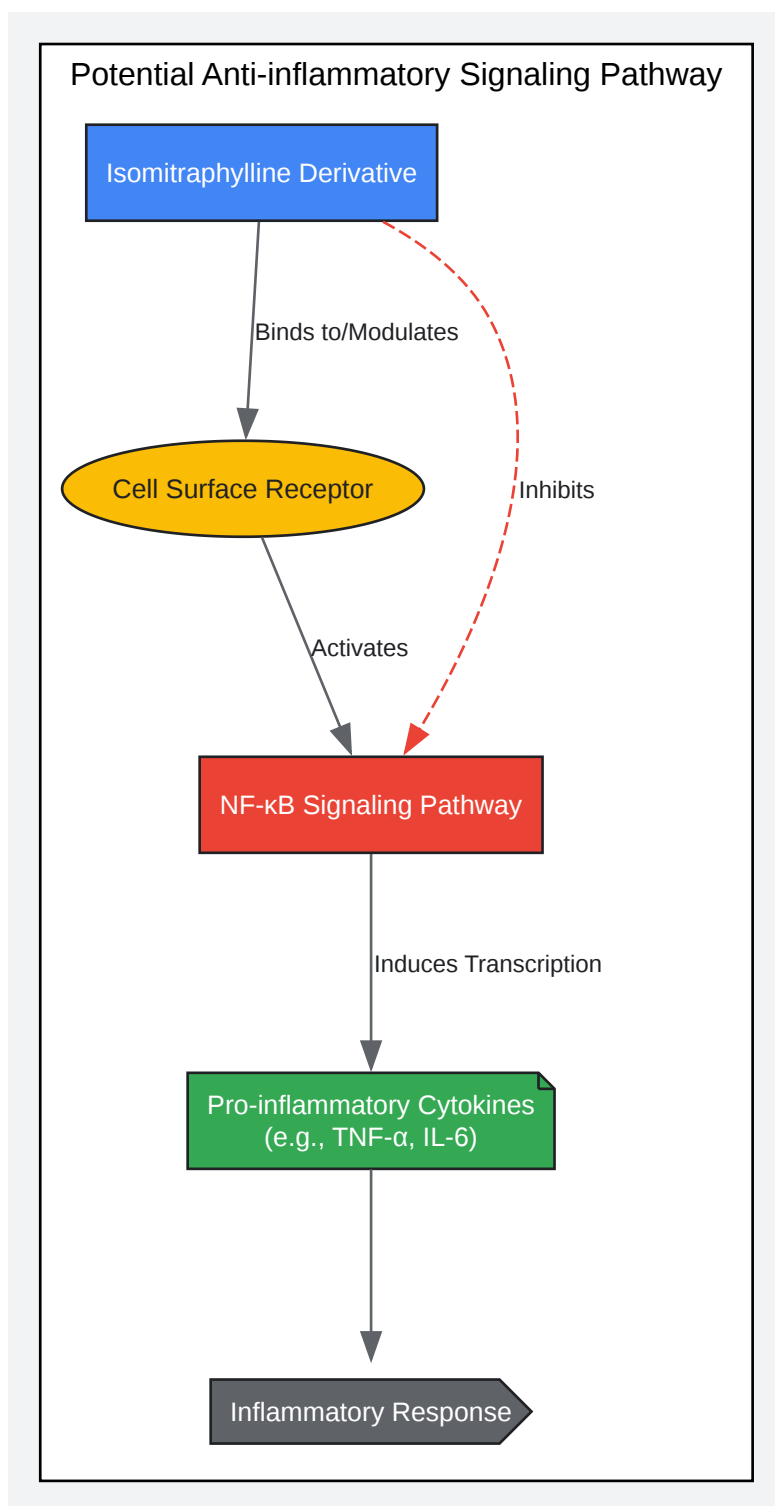 Potential Anti-inflammatory Signaling Pathway
Isomitraphylline Derivative
Binds to/Modulates
Cell Surface Receptor
Inhibits
Activates
NF-κB Signaling Pathway
Induces Transcription
Pro-inflammatory Cytokines
(e.g., TNF-α, IL-6)
Inflammatory Response